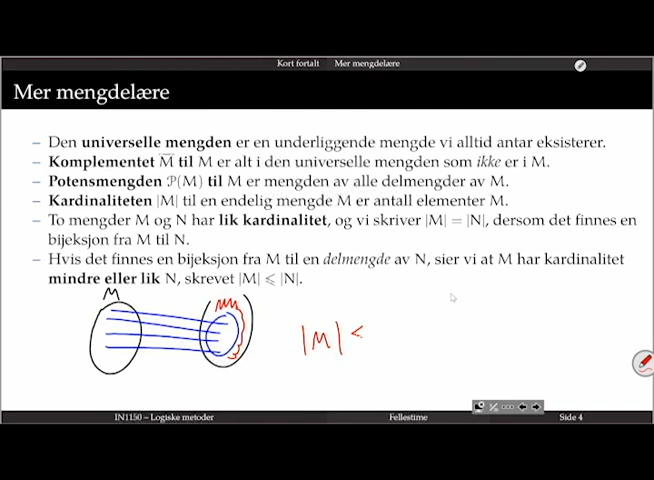 Kort fortalt Mer mengdelære
Mer mengdelære
– Den universelle mengden er en underliggende mengde vi alltid antar eksisterer.
– Komplementet M̅ til M er alt i den universelle mengden som ikke er i M.
– Potensmengden 𝒫(M) til M er mengden av alle delmengder av M.
– Kardinaliteten |M| til en endelig mengde M er antall elementer M.
– To mengder M og N har lik kardinalitet, og vi skriver |M| = |N|, dersom det finnes en
bijeksjon fra M til N.
– Hvis det finnes en bijeksjon fra M til en delmengde av N, sier vi at M har kardinalitet
mindre eller lik N, skrevet |M| ⩽ |N|.
M
|M| <
IN1150 – Logiske metoder Fellestime Side 4